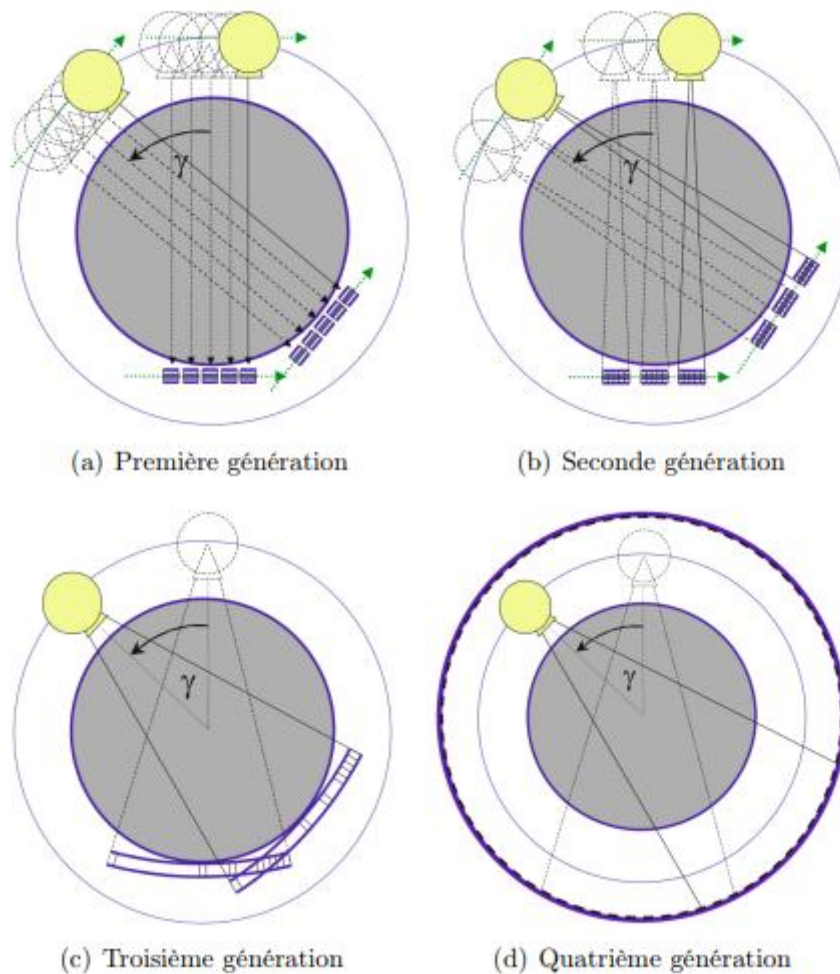 γ
γ
(a) Première génération
(b) Seconde génération
γ
γ
(c) Troisième génération
(d) Quatrième génération